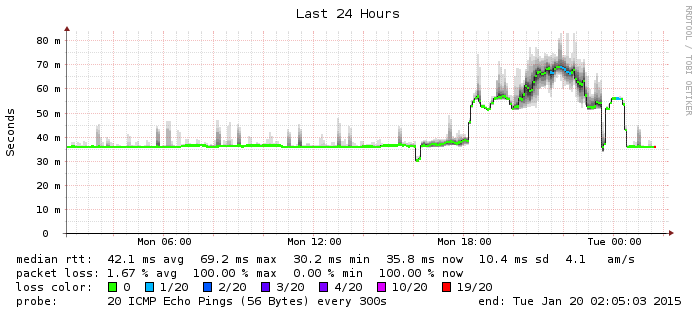 Last 24 Hours
RRDTOOL / TOBI OETIKER
Seconds
80 m
70 m
60 m
50 m
40 m
30 m
20 m
10 m
0
Mon 06:00 Mon 12:00 Mon 18:00 Tue 00:00
median rtt: 42.1 ms avg 69.2 ms max 30.2 ms min 35.8 ms now 10.4 ms sd 4.1 am/s
packet loss: 1.67 % avg 100.00 % max 0.00 % min 100.00 % now
loss color: 0 1/20 2/20 3/20 4/20 10/20 19/20
probe: 20 ICMP Echo Pings (56 Bytes) every 300s end: Tue Jan 20 02:05:03 2015